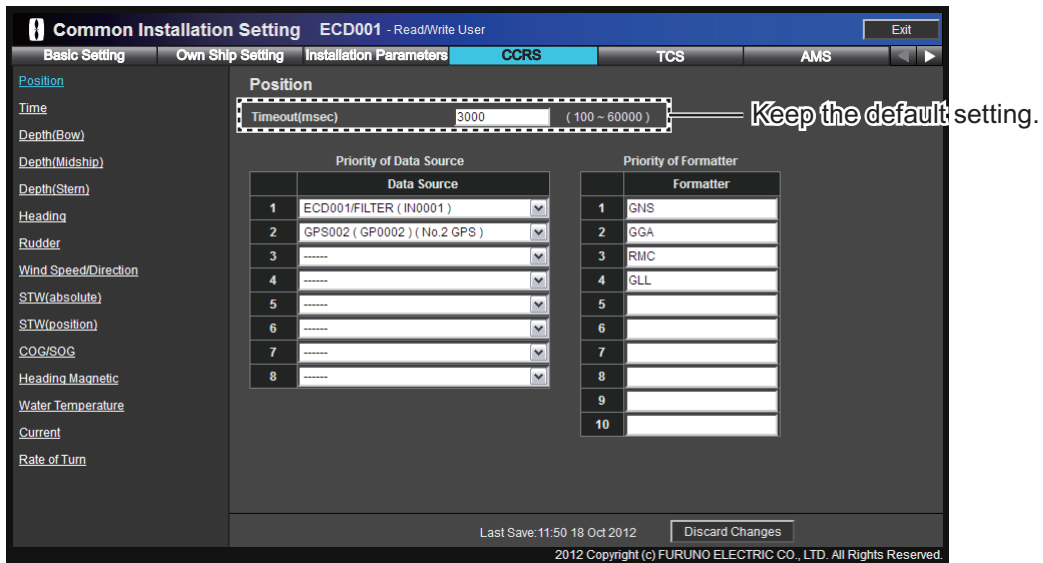 Common Installation Setting ECD001 - Read/Write User Exit
Basic Setting Own Ship Setting Installation Parameters CCRS TCS AMS
Position
Time
Depth(Bow)
Depth(Midship)
Depth(Stern)
Heading
Rudder
Wind Speed/Direction
STW(absolute)
STW(position)
COG/SOG
Heading Magnetic
Water Temperature
Current
Rate of Turn
Position
Timeout(msec) 3000 ( 100 ~ 60000 ) Keep the default setting.
Priority of Data Source
Data Source
1 ECD001/FILTER ( IN0001 )
2 GPS002 ( GP0002 ) ( No.2 GPS )
3 ------
4 ------
5 ------
6 ------
7 ------
8 ------
Priority of Formatter
Formatter
1 GNS
2 GGA
3 RMC
4 GLL
5
6
7
8
9
10
Last Save:11:50 18 Oct 2012 Discard Changes
2012 Copyright (c) FURUNO ELECTRIC CO., LTD. All Rights Reserved.